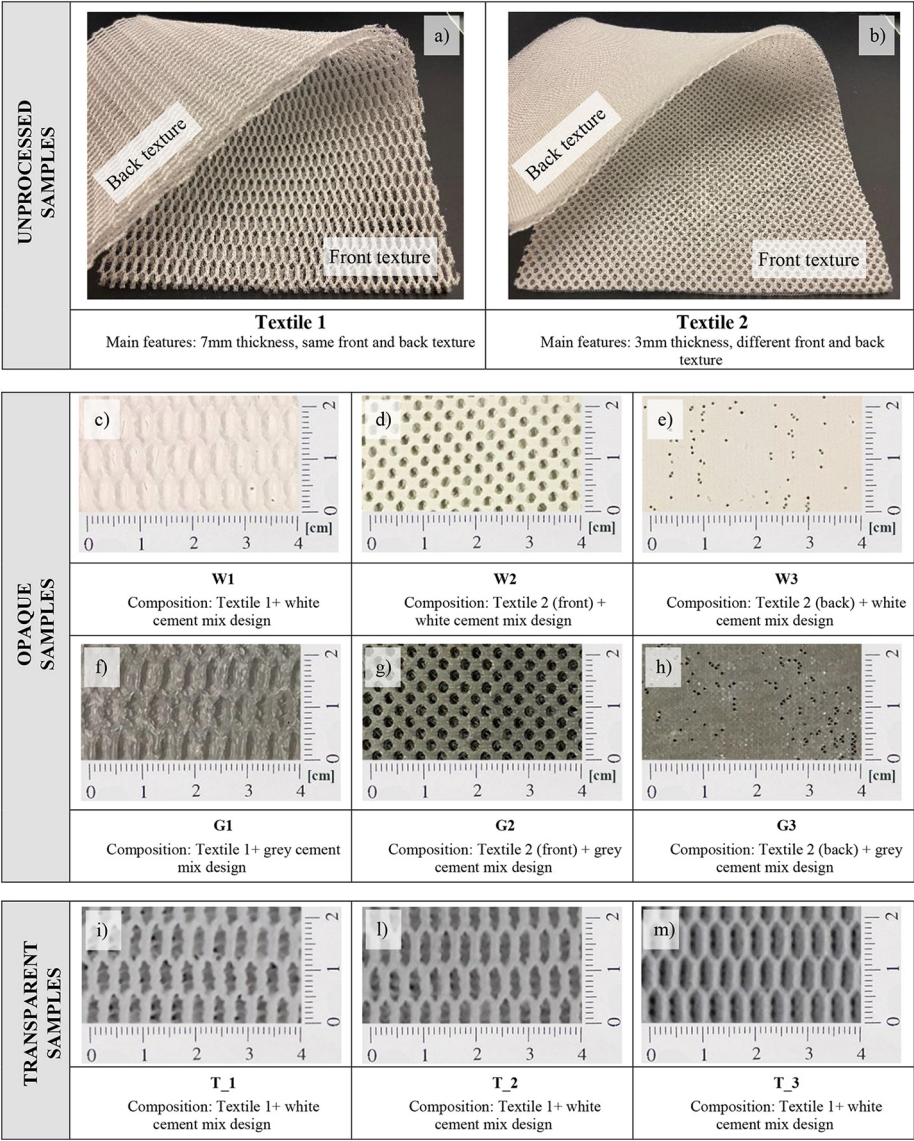 UNPROCESSED
SAMPLES
a)
Back texture
Front texture
b)
Back texture
Front texture
Textile 1
Main features: 7mm thickness, same front and back texture
Textile 2
Main features: 3mm thickness, different front and back
texture
OPAQUE
SAMPLES
c)
0 1 2
[cm]
0 1 2 3 4
d)
0 1 2
[cm]
0 1 2 3 4
e)
0 1 2
[cm]
0 1 2 3 4
W1
Composition: Textile 1+ white
cement mix design
W2
Composition: Textile 2 (front) +
white cement mix design
W3
Composition: Textile 2 (back) + white
cement mix design
f)
0 1 2
[cm]
0 1 2 3 4
g)
0 1 2
[cm]
0 1 2 3 4
h)
0 1 2
[cm]
0 1 2 3 4
G1
Composition: Textile 1+ grey cement
mix design
G2
Composition: Textile 2 (front) + grey
cement mix design
G3
Composition: Textile 2 (back) + grey
cement mix design
TRANSPARENT
SAMPLES
i)
0 1 2
0 1 2 3 4
l)
0 1 2
0 1 2 3 4
m)
0 1 2
0 1 2 3 4
T_1
Composition: Textile 1+ white
cement mix design
T_2
Composition: Textile 1+ white
cement mix design
T_3
Composition: Textile 1+ white
cement mix design